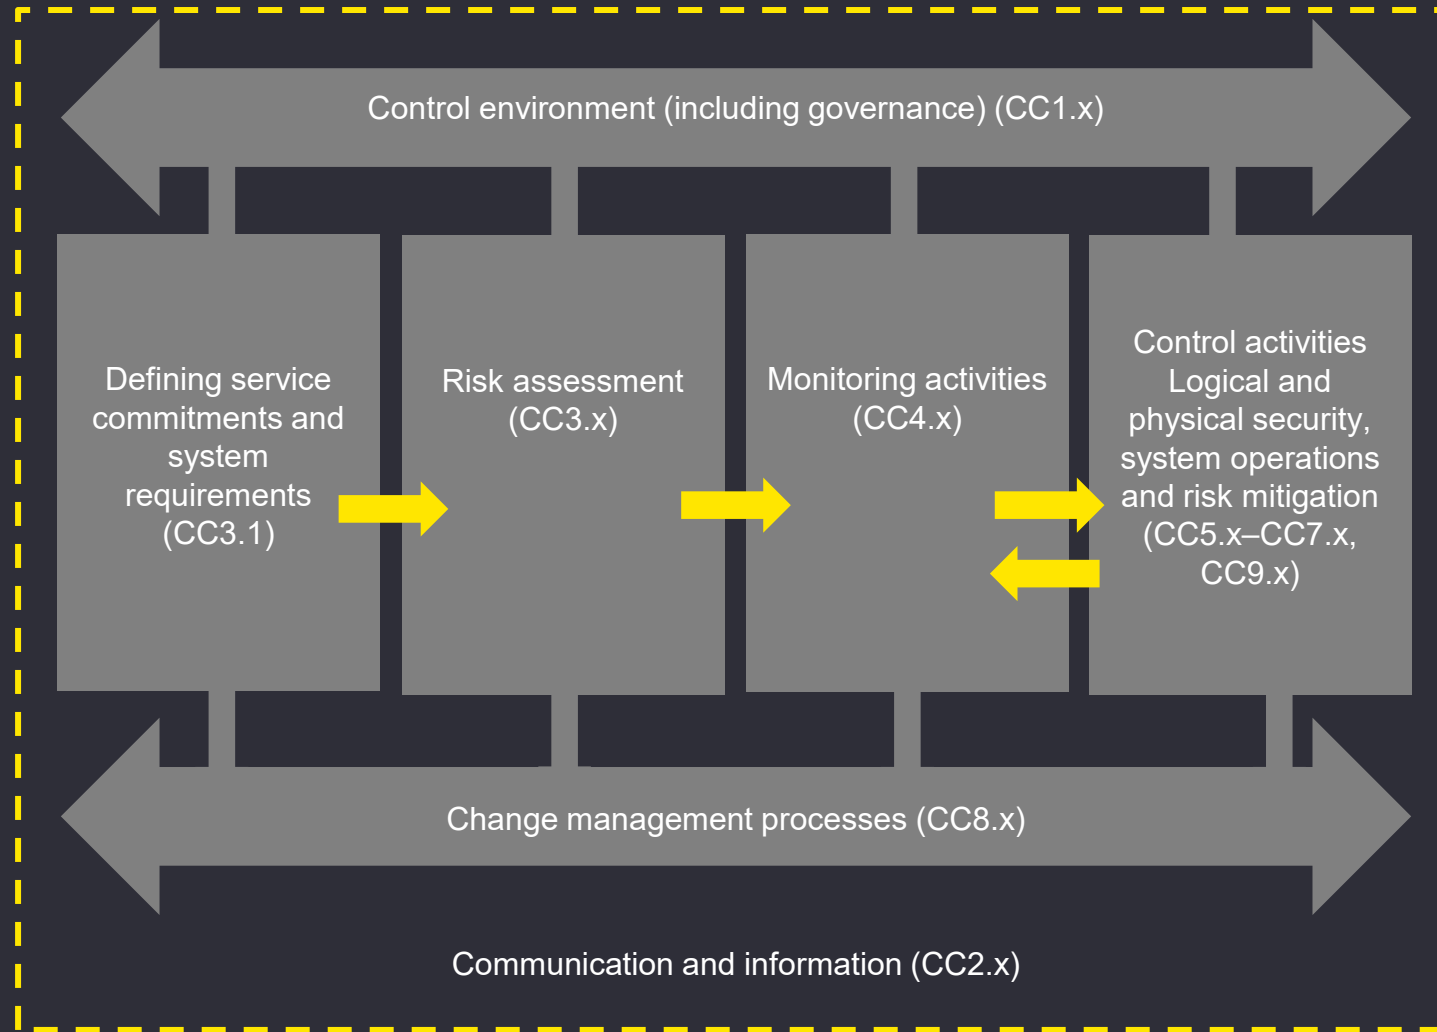 Control environment (including governance) (CC1.x)
Defining service
commitments and
system
requirements
(CC3.1)
Risk assessment
(CC3.x)
Monitoring activities
(CC4.x)
Control activities
Logical and
physical security,
system operations
and risk mitigation
(CC5.x–CC7.x,
CC9.x)
Change management processes (CC8.x)
Communication and information (CC2.x)